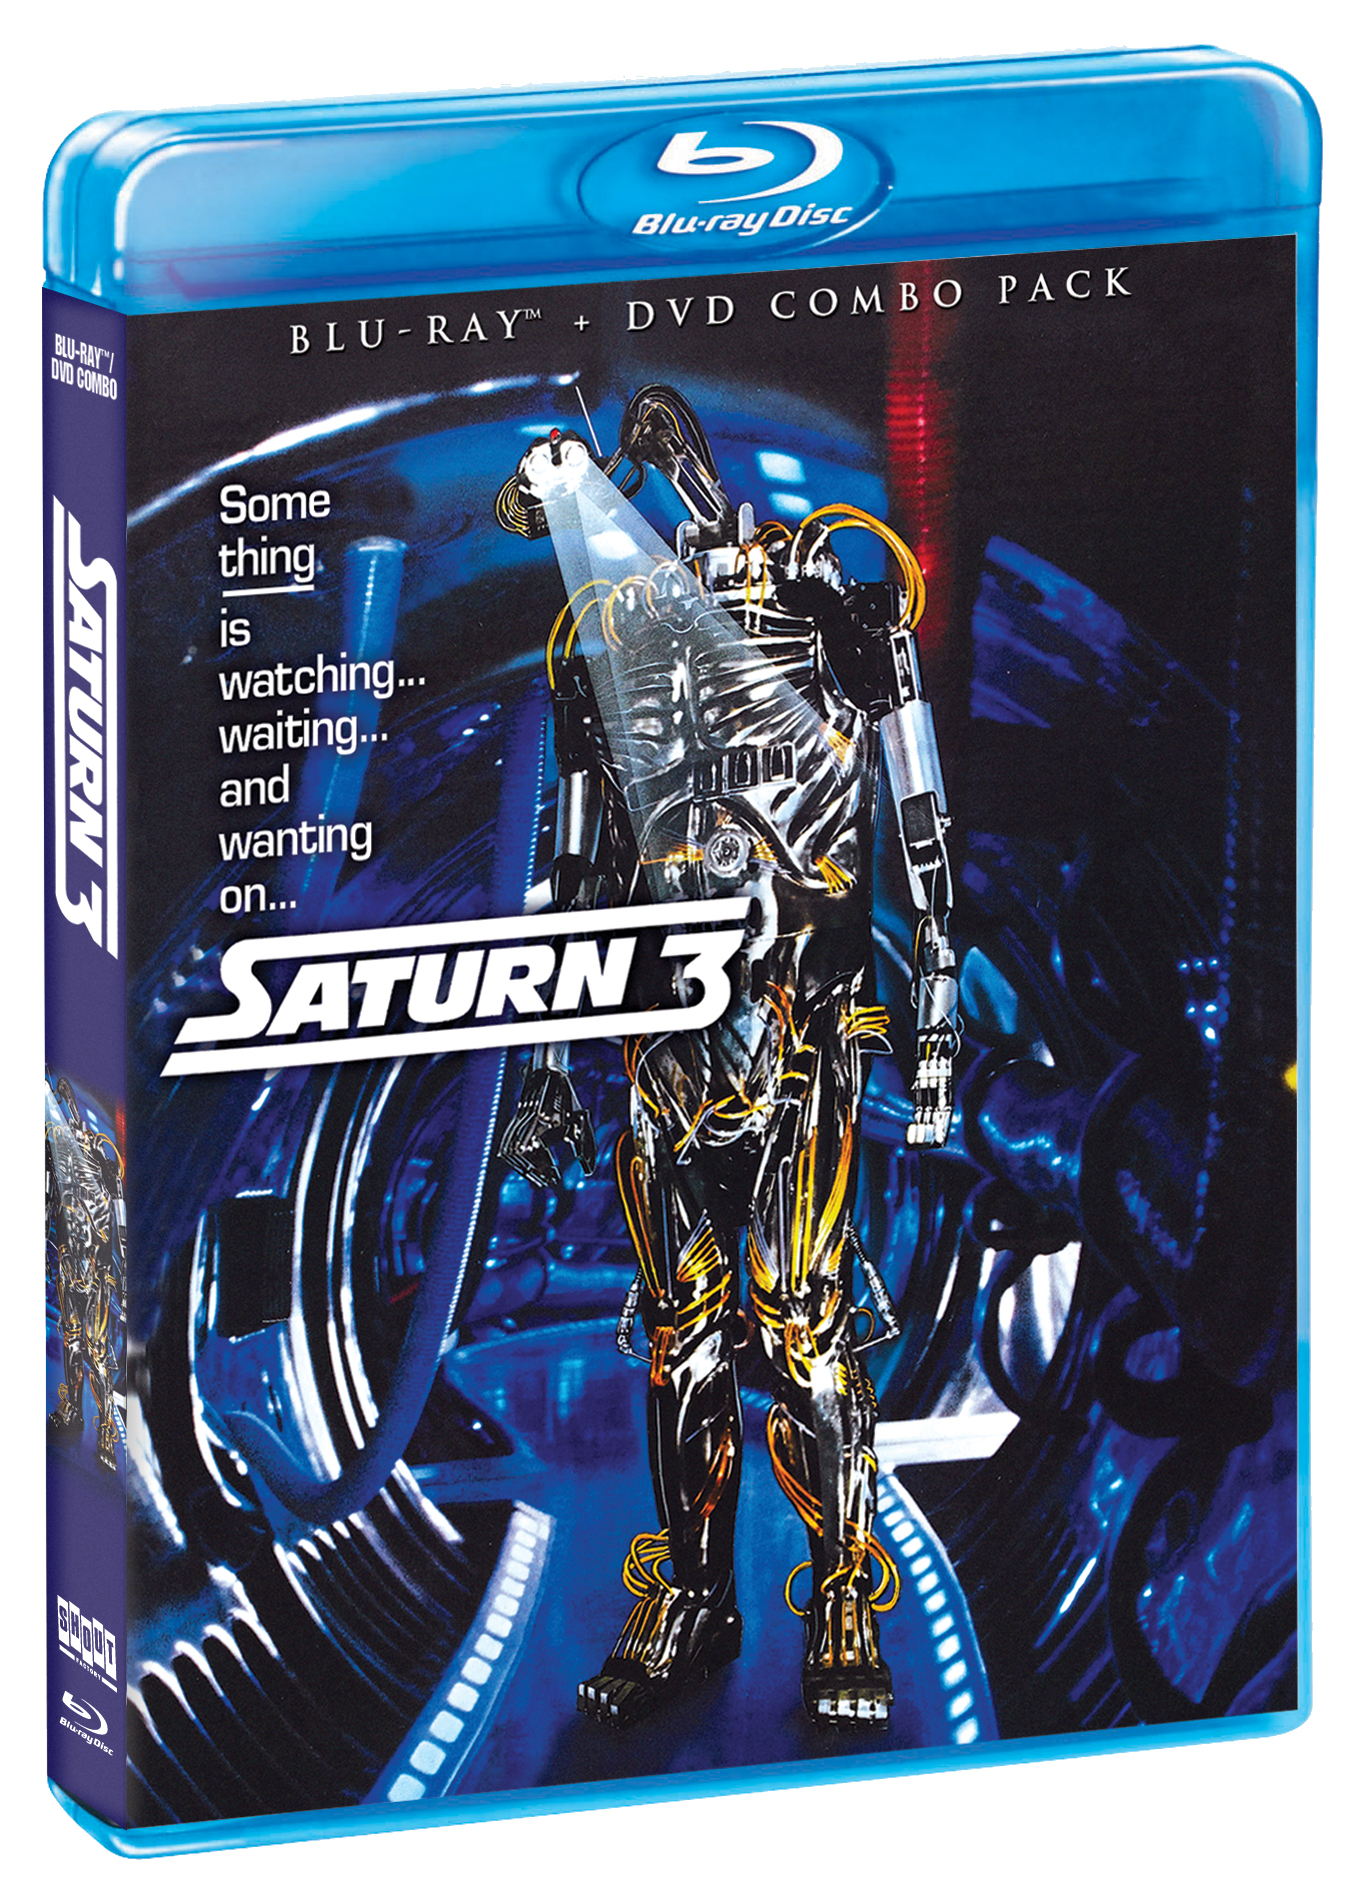 Blu-ray Disc
BLU-RAY™ + DVD COMBO PACK
Some
thing
is
watching...
waiting...
and
wanting
on...
SATURN 3
BLU-RAY™/
DVD COMBO
SATURN 3
SHOUT
FACTORY
Blu-ray Disc